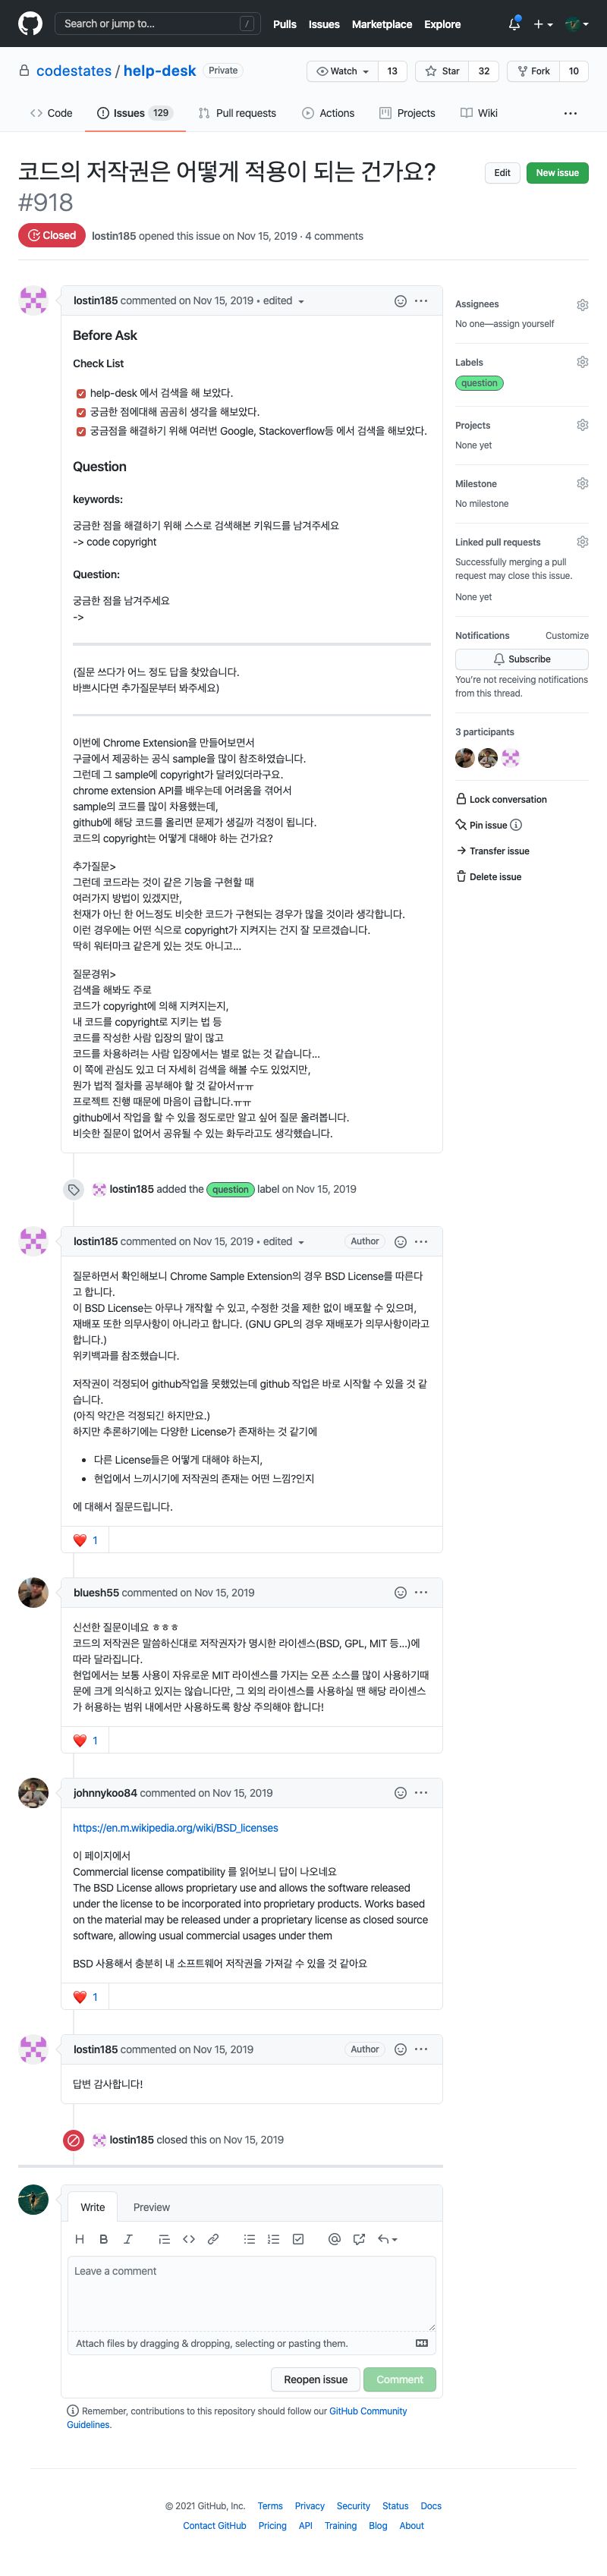 Search or jump to...
/
Pulls
Issues
Marketplace
Explore
codestates / help-desk
Private
Watch
13
Star
32
Fork
10
Code
Issues 129
Pull requests
Actions
Projects
Wiki
코드의 저작권은 어떻게 적용이 되는 건가요?
#918
Edit
New issue
Closed
lostin185 opened this issue on Nov 15, 2019 · 4 comments
lostin185 commented on Nov 15, 2019 • edited
Before Ask
Check List
help-desk 에서 검색을 해 보았다.
궁금한 점에대해 곰곰히 생각을 해보았다.
궁금점을 해결하기 위해 여러번 Google, Stackoverflow등 에서 검색을 해보았다.
Question
keywords:
궁금한 점을 해결하기 위해 스스로 검색해본 키워드를 남겨주세요
-> code copyright
Question:
궁금한 점을 남겨주세요
->
(질문 쓰다가 어느 정도 답을 찾았습니다.
바쁘시다면 추가질문부터 봐주세요)
이번에 Chrome Extension을 만들어보면서
구글에서 제공하는 공식 sample을 많이 참조하였습니다.
그런데 그 sample에 copyright가 달려있더라구요.
chrome extension API를 배우는데 어려움을 겪어서
sample의 코드를 많이 차용했는데,
github에 해당 코드를 올리면 문제가 생길까 걱정이 됩니다.
코드의 copyright는 어떻게 대해야 하는 건가요?
추가질문>
그런데 코드라는 것이 같은 기능을 구현할 때
여러가지 방법이 있겠지만,
천재가 아닌 한 어느정도 비슷한 코드가 구현되는 경우가 많을 것이라 생각합니다.
이런 경우에는 어떤 식으로 copyright가 지켜지는 건지 잘 모르겠습니다.
딱히 워터마크 같은게 있는 것도 아니고...
질문경위>
검색을 해봐도 주로
코드가 copyright에 의해 지켜지는지,
내 코드를 copyright로 지키는 법 등
코드를 작성한 사람 입장의 말이 많고
코드를 차용하려는 사람 입장에서는 별로 없는 것 같습니다...
이 쪽에 관심도 있고 더 자세히 검색을 해볼 수도 있었지만,
뭔가 법적 절차를 공부해야 할 것 같아서ㅠㅠ
프로젝트 진행 때문에 마음이 급합니다.ㅠㅠ
github에서 작업을 할 수 있을 정도로만 알고 싶어 질문 올려봅니다.
비슷한 질문이 없어서 공유될 수 있는 화두라고도 생각했습니다.
Assignees
No one—assign yourself
Labels
question
Projects
None yet
Milestone
No milestone
Linked pull requests
Successfully merging a pull
request may close this issue.
None yet
Notifications
Customize
Subscribe
You're not receiving notifications
from this thread.
3 participants
Lock conversation
Pin issue
Transfer issue
Delete issue
lostin185 added the question label on Nov 15, 2019
lostin185 commented on Nov 15, 2019 • edited
Author
질문하면서 확인해보니 Chrome Sample Extension의 경우 BSD License를 따른다
고 합니다.
이 BSD License는 아무나 개작할 수 있고, 수정한 것을 제한 없이 배포할 수 있으며,
재배포 또한 의무사항이 아니라고 합니다. (GNU GPL의 경우 재배포가 의무사항이라고
합니다.)
위키백과를 참조했습니다.
저작권이 걱정되어 github작업을 못했었는데 github 작업은 바로 시작할 수 있을 것 같
습니다.
(아직 약간은 걱정되긴 하지만요.)
하지만 추론하기에는 다양한 License가 존재하는 것 같기에
• 다른 License들은 어떻게 대해야 하는지,
• 현업에서 느끼시기에 저작권의 존재는 어떤 느낌?인지
에 대해서 질문드립니다.
❤️ 1
bluesh55 commented on Nov 15, 2019
신선한 질문이네요 ㅎㅎㅎ
코드의 저작권은 말씀하신대로 저작권자가 명시한 라이센스(BSD, GPL, MIT 등...)에
따라 달라집니다.
현업에서는 보통 사용이 자유로운 MIT 라이센스를 가지는 오픈 소스를 많이 사용하기때
문에 크게 의식하고 있지는 않습니다만, 그 외의 라이센스를 사용하실 땐 해당 라이센스
가 허용하는 범위 내에서만 사용하도록 항상 주의해야 합니다!
❤️ 1
johnnykoo84 commented on Nov 15, 2019
https://en.m.wikipedia.org/wiki/BSD_licenses
이 페이지에서
Commercial license compatibility 를 읽어보니 답이 나오네요
The BSD License allows proprietary use and allows the software released
under the license to be incorporated into proprietary products. Works based
on the material may be released under a proprietary license as closed source
software, allowing usual commercial usages under them
BSD 사용해서 충분히 내 소프트웨어 저작권을 가져갈 수 있을 것 같아요
❤️ 1
lostin185 commented on Nov 15, 2019
Author
답변 감사합니다!
lostin185 closed this on Nov 15, 2019
Write
Preview
Leave a comment
Attach files by dragging & dropping, selecting or pasting them.
Reopen issue
Comment
Remember, contributions to this repository should follow our GitHub Community
Guidelines.
© 2021 GitHub, Inc.
Terms
Privacy
Security
Status
Docs
Contact GitHub
Pricing
API
Training
Blog
About